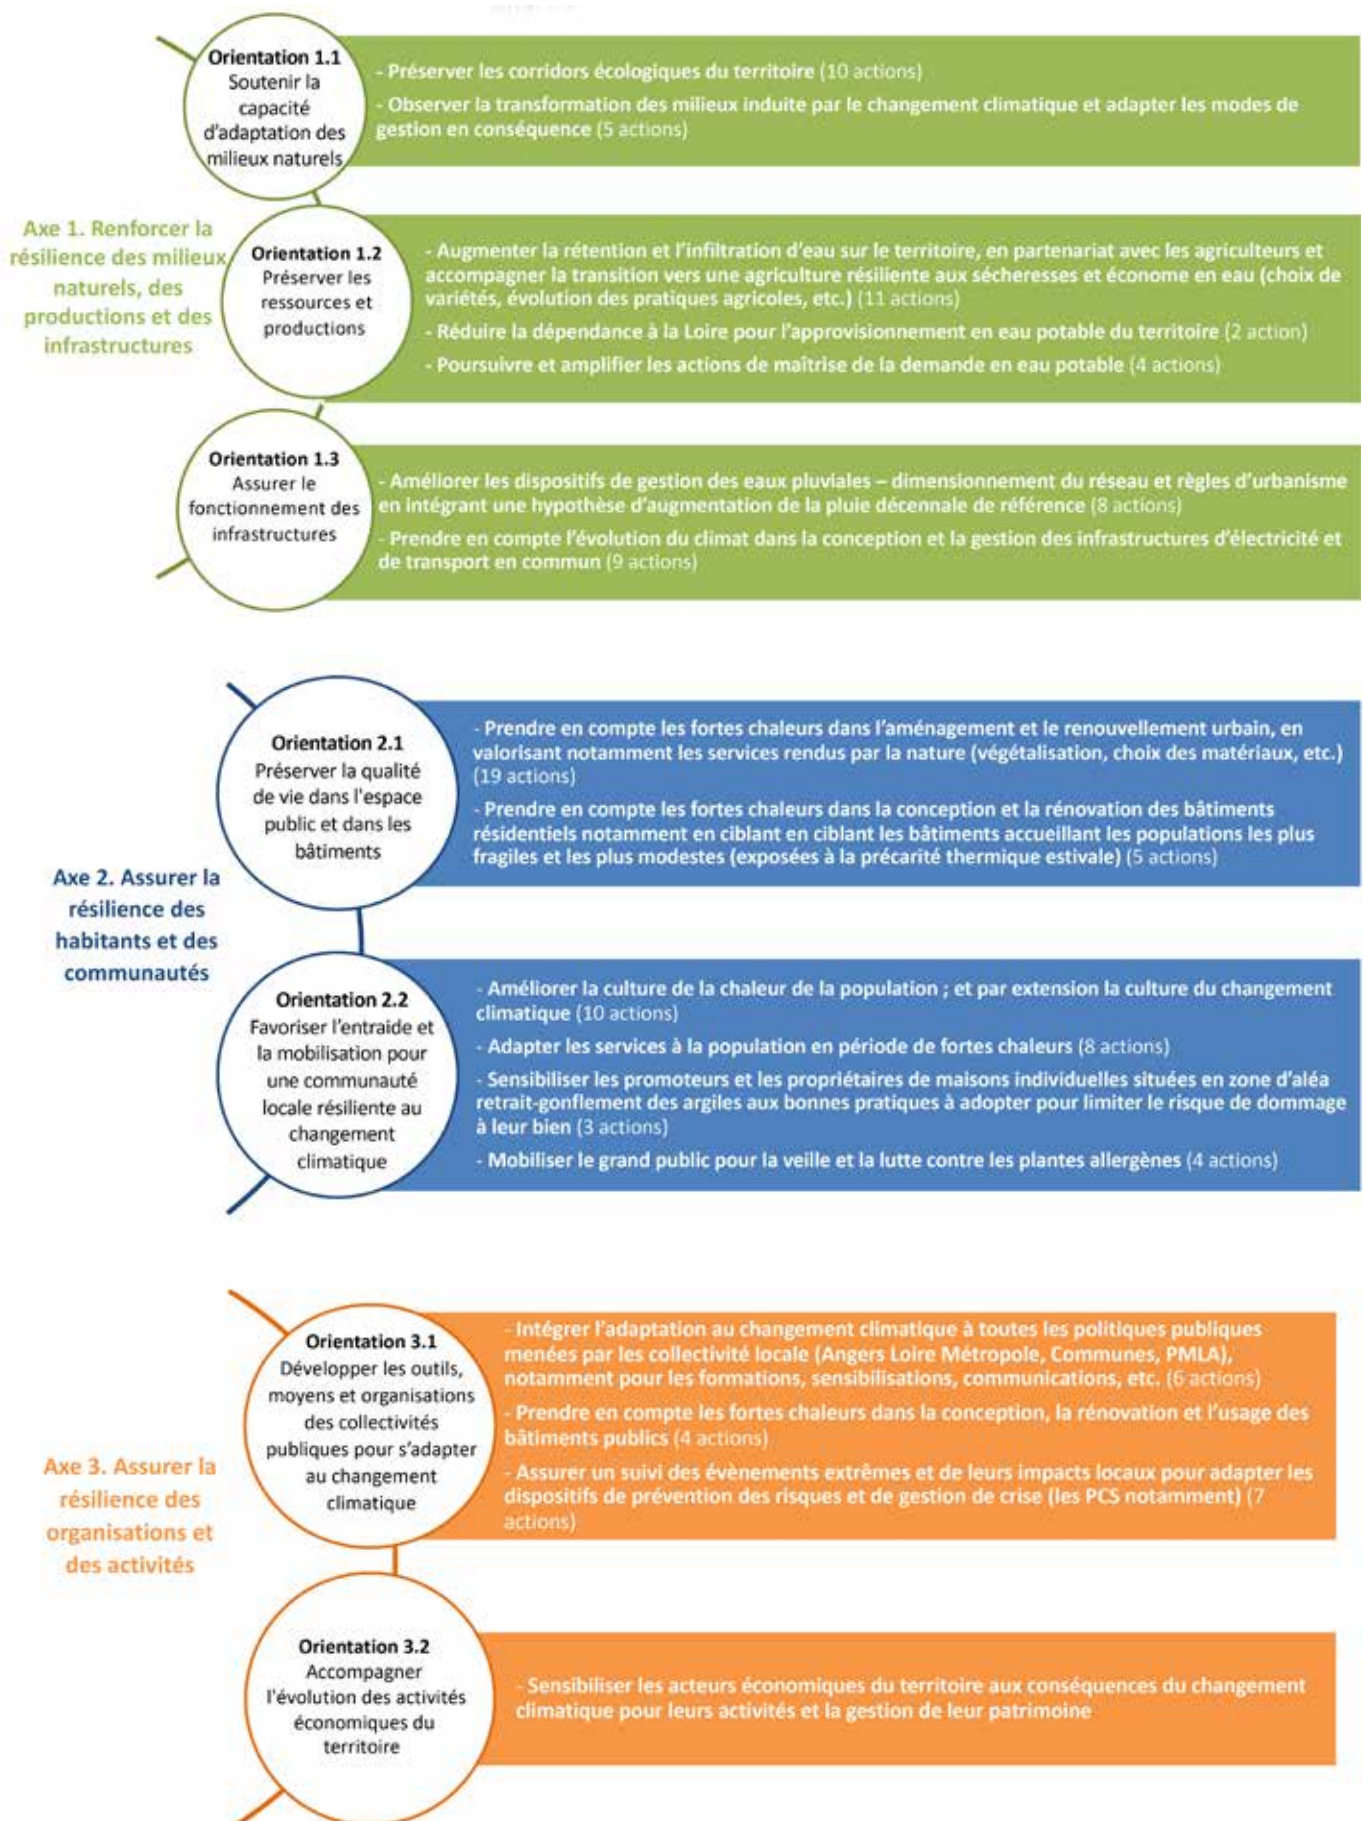 Orientation 1.1
Soutenir la
capacité
d'adaptation des
milieux naturels
- Préserver les corridors écologiques du territoire (10 actions)
- Observer la transformation des milieux induite par le changement climatique et adapter les modes de
gestion en conséquence (5 actions)
Axe 1. Renforcer la
résilience des milieux
naturels, des
productions et des
infrastructures
Orientation 1.2
Préserver les
ressources et
productions
- Augmenter la rétention et l'infiltration d'eau sur le territoire, en partenariat avec les agriculteurs et
accompagner la transition vers une agriculture résiliente aux sécheresses et économe en eau (choix de
variétés, évolution des pratiques agricoles, etc.) (11 actions)
- Réduire la dépendance à la Loire pour l'approvisionnement en eau potable du territoire (2 action)
- Poursuivre et amplifier les actions de maîtrise de la demande en eau potable (4 actions)
Orientation 1.3
Assurer le
fonctionnement des
infrastructures
- Améliorer les dispositifs de gestion des eaux pluviales – dimensionnement du réseau et règles d'urbanisme
en intégrant une hypothèse d'augmentation de la pluie décennale de référence (8 actions)
- Prendre en compte l'évolution du climat dans la conception et la gestion des infrastructures d'électricité et
de transport en commun (9 actions)
Orientation 2.1
Préserver la qualité
de vie dans l'espace
public et dans les
bâtiments
- Prendre en compte les fortes chaleurs dans l'aménagement et le renouvellement urbain, en
valorisant notamment les services rendus par la nature (végétalisation, choix des matériaux, etc.)
(19 actions)
- Prendre en compte les fortes chaleurs dans la conception et la rénovation des bâtiments
résidentiels notamment en ciblant en ciblant les bâtiments accueillant les populations les plus
fragiles et les plus modestes (exposées à la précarité thermique estivale) (5 actions)
Axe 2. Assurer la
résilience des
habitants et des
communautés
Orientation 2.2
Favoriser l'entraide et
la mobilisation pour
une communauté
locale résiliente au
changement
climatique
- Améliorer la culture de la chaleur de la population ; et par extension la culture du changement
climatique (10 actions)
- Adapter les services à la population en période de fortes chaleurs (8 actions)
- Sensibiliser les promoteurs et les propriétaires de maisons individuelles situées en zone d'aléa
retrait-gonflement des argiles aux bonnes pratiques à adopter pour limiter le risque de dommage
à leur bien (3 actions)
- Mobiliser le grand public pour la veille et la lutte contre les plantes allergènes (4 actions)
Orientation 3.1
Développer les outils,
moyens et organisations
des collectivités
publiques pour s'adapter
au changement
climatique
- Intégrer l'adaptation au changement climatique à toutes les politiques publiques
menées par les collectivité locale (Angers Loire Métropole, Communes, PMLA),
notamment pour les formations, sensibilisations, communications, etc. (6 actions)
- Prendre en compte les fortes chaleurs dans la conception, la rénovation et l'usage des
bâtiments publics (4 actions)
- Assurer un suivi des évènements extrêmes et de leurs impacts locaux pour adapter les
dispositifs de prévention des risques et de gestion de crise (les PCS notamment) (7
actions)
Axe 3. Assurer la
résilience des
organisations et
des activités
Orientation 3.2
Accompagner
l'évolution des activités
économiques du
territoire
- Sensibiliser les acteurs économiques du territoire aux conséquences du changement
climatique pour leurs activités et la gestion de leur patrimoine